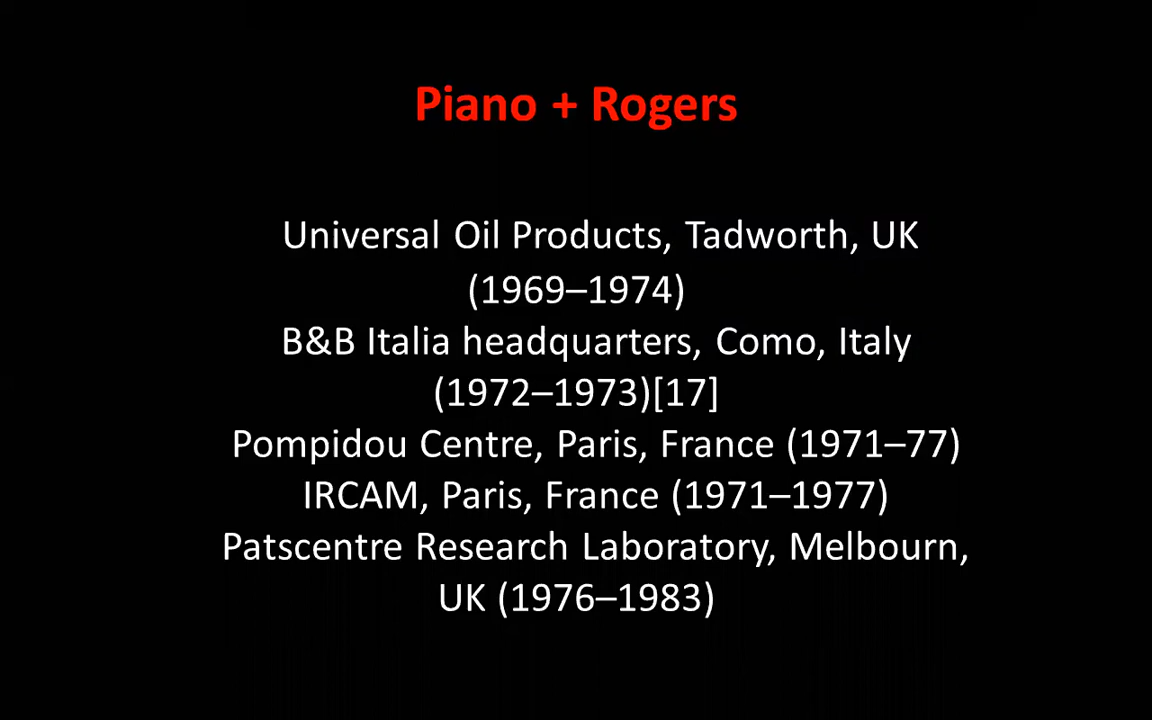 Piano + Rogers
Universal Oil Products, Tadworth, UK
(1969–1974)
B&B Italia headquarters, Como, Italy
(1972–1973)[17]
Pompidou Centre, Paris, France (1971–77)
IRCAM, Paris, France (1971–1977)
Patscentre Research Laboratory, Melbourn,
UK (1976–1983)